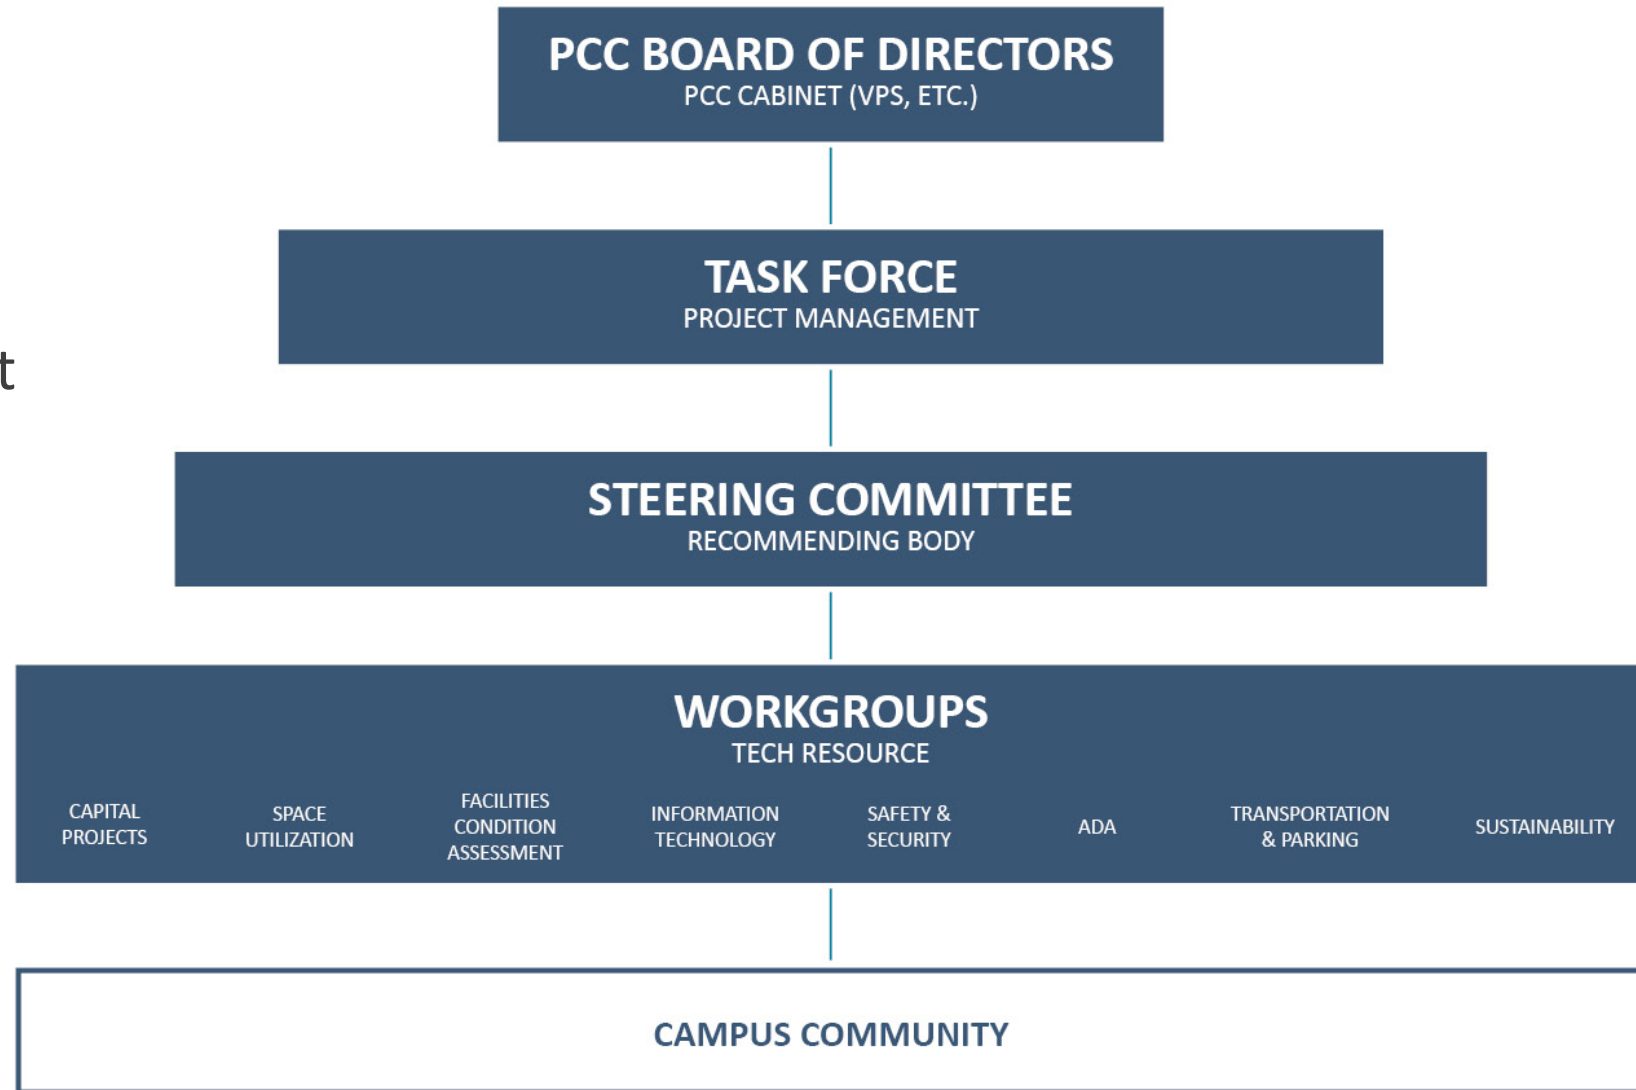 PCC BOARD OF DIRECTORS
PCC CABINET (VPS, ETC.)
TASK FORCE
PROJECT MANAGEMENT
t
STEERING COMMITTEE
RECOMMENDING BODY
WORKGROUPS
TECH RESOURCE
CAPITAL
PROJECTS
SPACE
UTILIZATION
FACILITIES
CONDITION
ASSESSMENT
INFORMATION
TECHNOLOGY
SAFETY &
SECURITY
ADA
TRANSPORTATION
& PARKING
SUSTAINABILITY
CAMPUS COMMUNITY